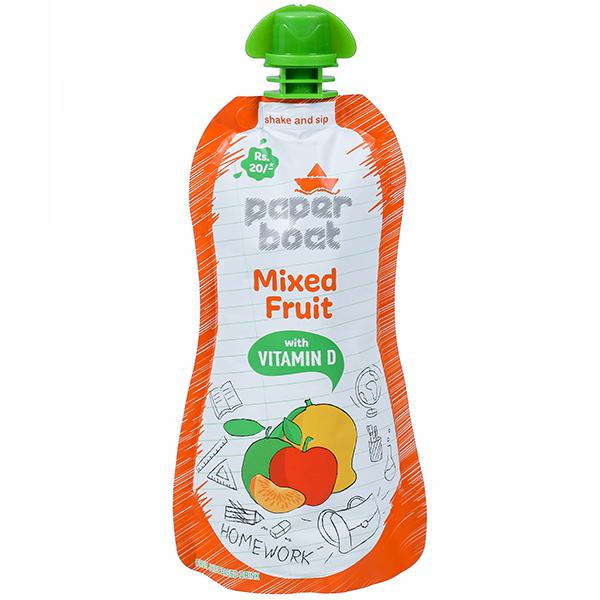 shake and sip
Rs.
20/-*
paper
boat
Mixed
Fruit
with
VITAMIN D
HOMEWORK